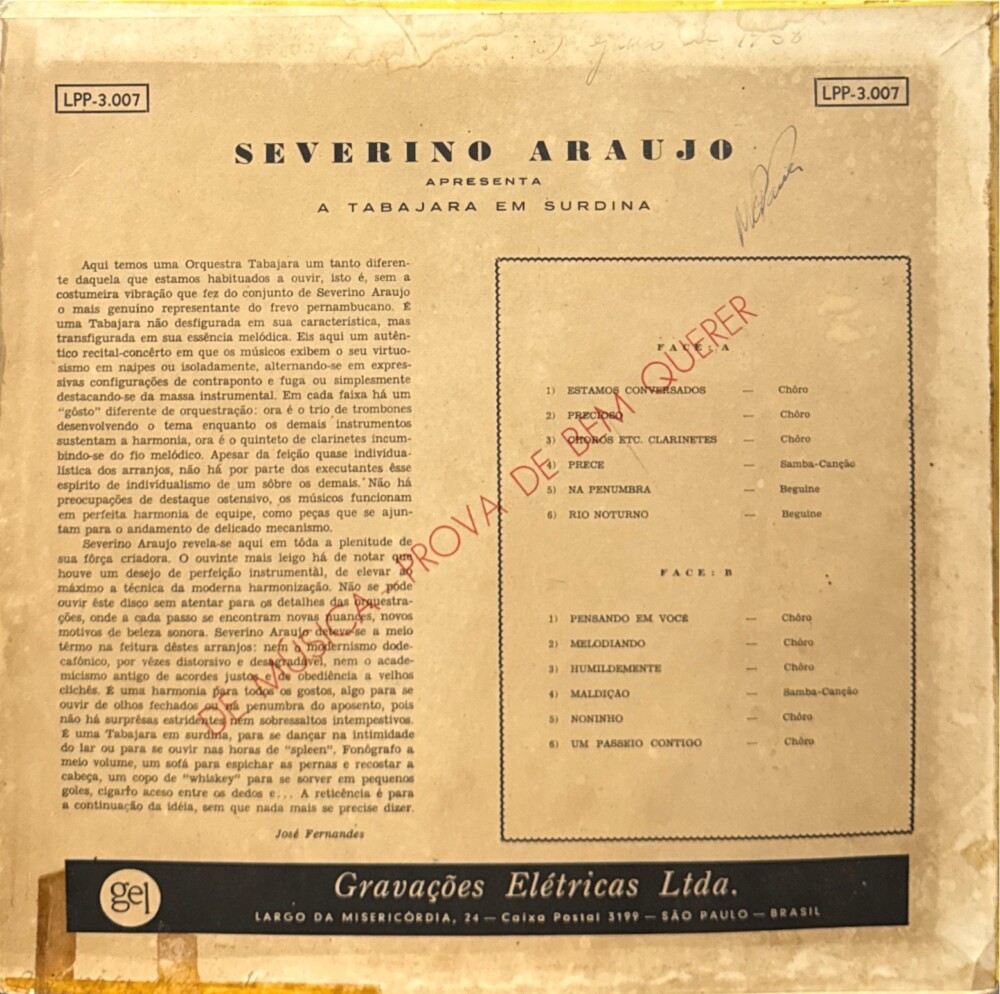 LPP-3.007
LPP-3.007
SEVERINO ARAUJO
APRESENTA
A TABAJARA EM SURDINA
Aqui temos uma Orquestra Tabajara um tanto diferen-
te daquela que estamos habituados a ouvir, isto é, sem a
costumeira vibração que fez do conjunto de Severino Araujo
o mais genuino representante do frevo pernambucano. É
uma Tabajara não desfigurada em sua característica, mas
transfigurada em sua essência melódica. Eis aqui um autên-
tico recital-concêrto em que os músicos exibem o seu virtuo-
sismo em naipes ou isoladamente, alternando-se em expres-
sivas configurações de contraponto e fuga ou simplesmente
destacando-se da massa instrumental. Em cada faixa há um
"gôsto" diferente de orquestração: ora é o trio de trombones
desenvolvendo o tema enquanto os demais instrumentos
sustentam a harmonia, ora é o quinteto de clarinetes incum-
bindo-se do fio melódico. Apesar da feição quase individua-
lística dos arranjos, não há por parte dos executantes êsse
espírito de individualismo de um sôbre os demais. Não há
preocupações de destaque ostensivo, os músicos funcionam
em perfeita harmonia de equipe, como peças que se ajun-
tam para o andamento de delicado mecanismo.
Severino Araujo revela-se aqui em tôda a plenitude de
sua fôrça criadora. O ouvinte mais leigo há de notar que
houve um desejo de perfeição instrumentàl, de elevar ao
máximo a técnica da moderna harmonização. Não se póde
ouvir êste disco sem atentar para os detalhes das orquestra-
ções, onde a cada passo se encontram novas nuances, novos
motivos de beleza sonora. Severino Araujo deteve-se a meio
têrmo na feitura dêstes arranjos: nem o modernismo dode-
cafônico, por vêzes distorsivo e desagradável, nem o acade-
micismo antigo de acordes justos e de obediência a velhos
clichês. É uma harmonia para todos os gostos, algo para se
ouvir de olhos fechados ou na penumbra do aposento, pois
não há surprêsas estridentes nem sobressaltos intempestivos.
É uma Tabajara em surdina, para se dançar na intimidade
do lar ou para se ouvir nas horas de "spleen". Fonógrafo a
meio volume, um sofá para espichar as pernas e recostar a
cabeça, um copo de "whiskey" para se sorver em pequenos
goles, cigarro aceso entre os dedos e... A reticência é para
a continuação da idéia, sem que nada mais se precise dizer.
José Fernandes
FACE: A
1) ESTAMOS CONVERSADOS — Chôro
2) PRECIOSO — Chôro
3) CHOROS ETC. CLARINETES — Chôro
4) PRECE — Samba-Canção
5) NA PENUMBRA — Beguine
6) RIO NOTURNO — Beguine
FACE: B
1) PENSANDO EM VOCÊ — Chôro
2) MELODIANDO — Chôro
3) HUMILDEMENTE — Chôro
4) MALDIÇAO — Samba-Canção
5) NONINHO — Chôro
6) UM PASSEIO CONTIGO — Chôro
DE MÚSICA, PROVA DE BEM QUERER
gel
Gravações Elétricas Ltda.
LARGO DA MISERICÓRDIA, 24 — Caixa Postal 3199 — SÃO PAULO — BRASIL